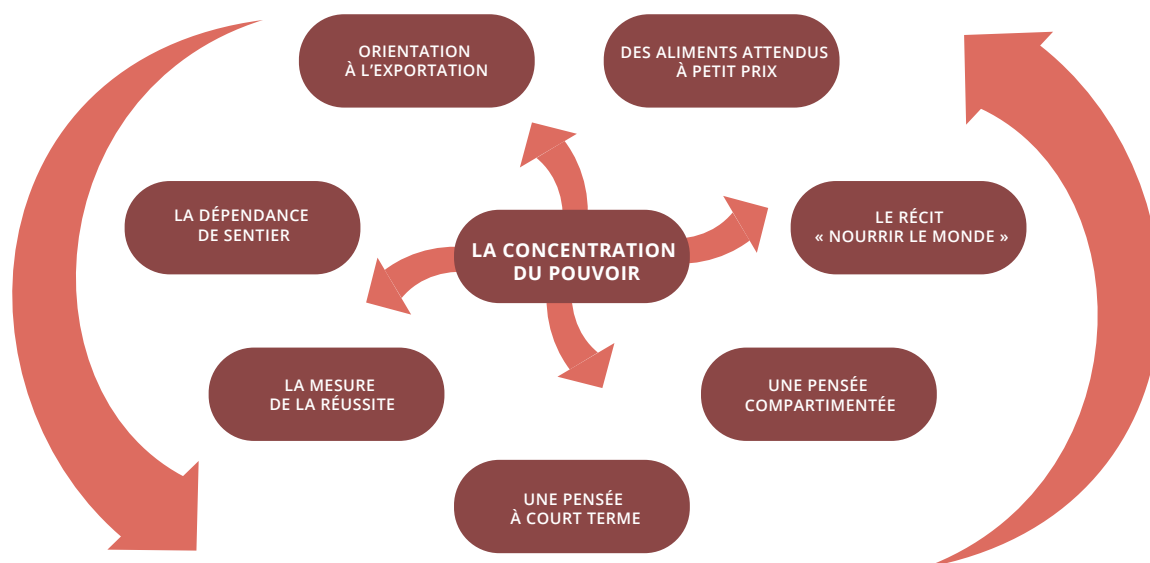 ORIENTATION
À L’EXPORTATION
DES ALIMENTS ATTENDUS
À PETIT PRIX
LA DÉPENDANCE
DE SENTIER
LE RÉCIT
« NOURRIR LE MONDE »
LA CONCENTRATION
DU POUVOIR
LA MESURE
DE LA RÉUSSITE
UNE PENSÉE
COMPARTIMENTÉE
UNE PENSÉE
À COURT TERME